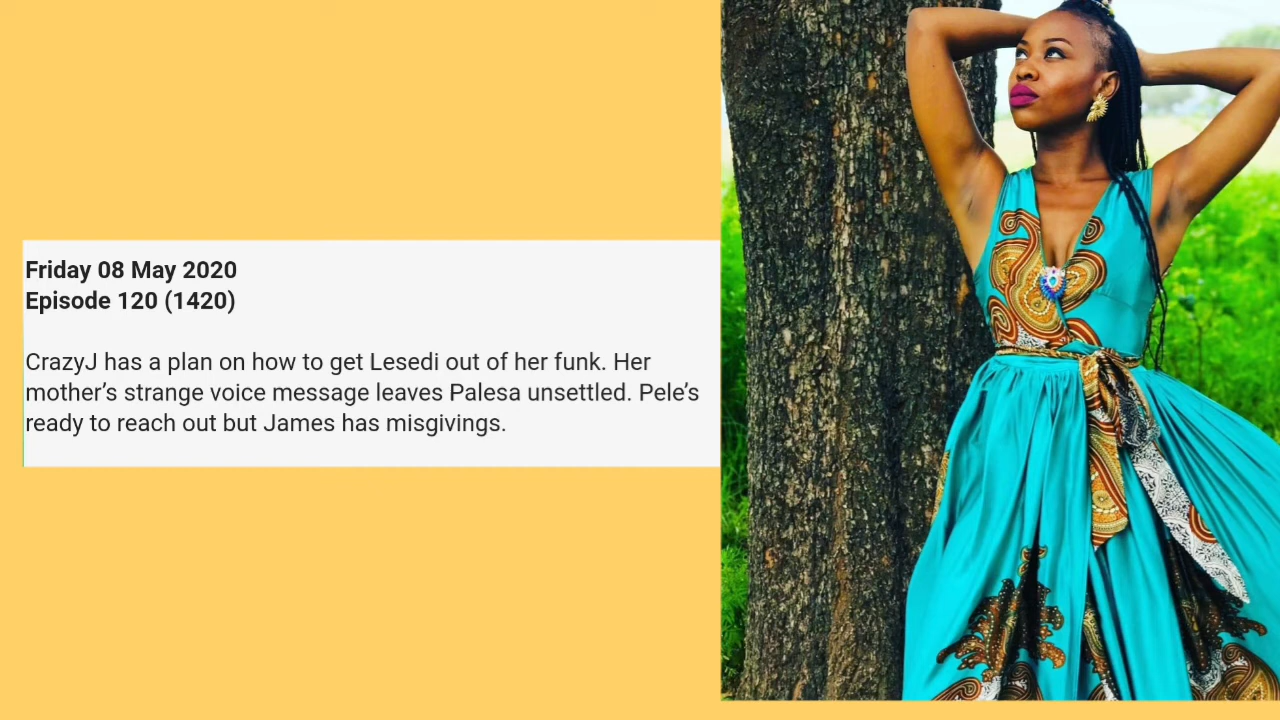 Friday 08 May 2020
Episode 120 (1420)
CrazyJ has a plan on how to get Lesedi out of her funk. Her
mother’s strange voice message leaves Palesa unsettled. Pele’s
ready to reach out but James has misgivings.